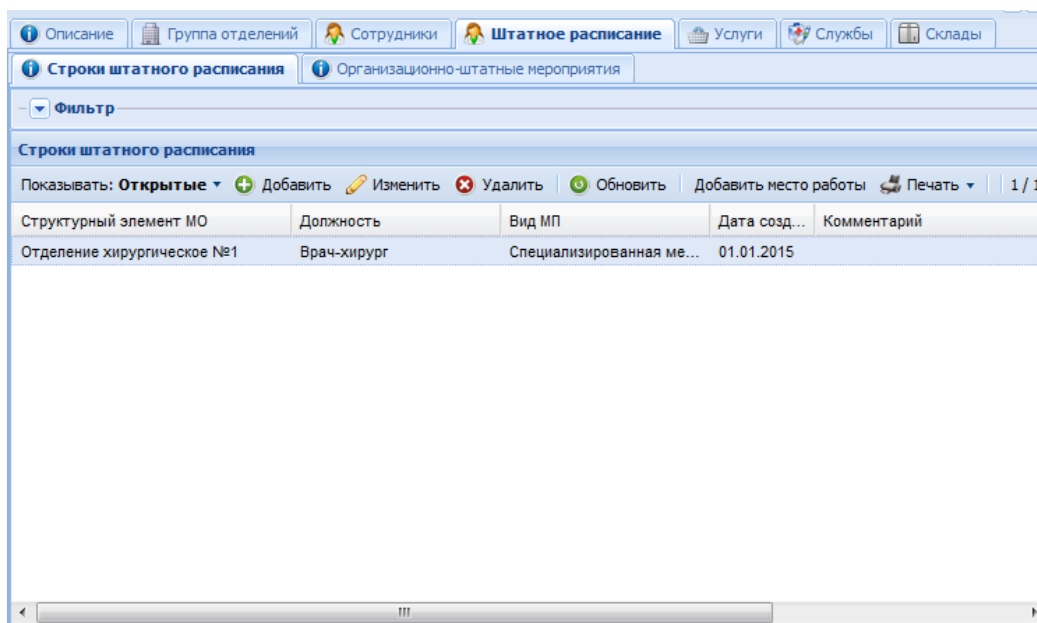 Описание Группа отделений Сотрудники Штатное расписание Услуги Службы Склады
Строки штатного расписания Организационно-штатные мероприятия
Фильтр
Строки штатного расписания
Показывать: Открытые Добавить Изменить Удалить Обновить Добавить место работы Печать 1 / 1
Структурный элемент МО Должность Вид МП Дата созд... Комментарий
Отделение хирургическое №1 Врач-хирург Специализированная ме... 01.01.2015